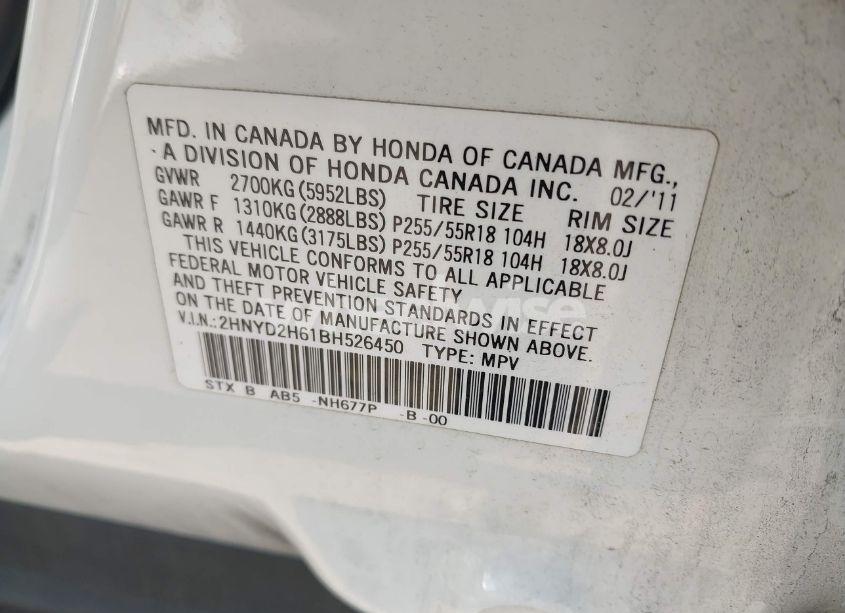 MFD. IN CANADA BY HONDA OF CANADA MFG.,
A DIVISION OF HONDA CANADA INC. 02/'11
GVWR 2700KG(5952LBS) TIRE SIZE RIM SIZE
GAWR F 1310KG(2888LBS) P255/55R18 104H 18X8.0J
GAWR R 1440KG(3175LBS) P255/55R18 104H 18X8.0J
THIS VEHICLE CONFORMS TO ALL APPLICABLE
FEDERAL MOTOR VEHICLE SAFETY
AND THEFT PREVENTION STANDARDS IN EFFECT
ON THE DATE OF MANUFACTURE SHOWN ABOVE.
V.I.N.:2HNYD2H61BH526450 TYPE: MPV
STX B AB5 -NH677P -B-00